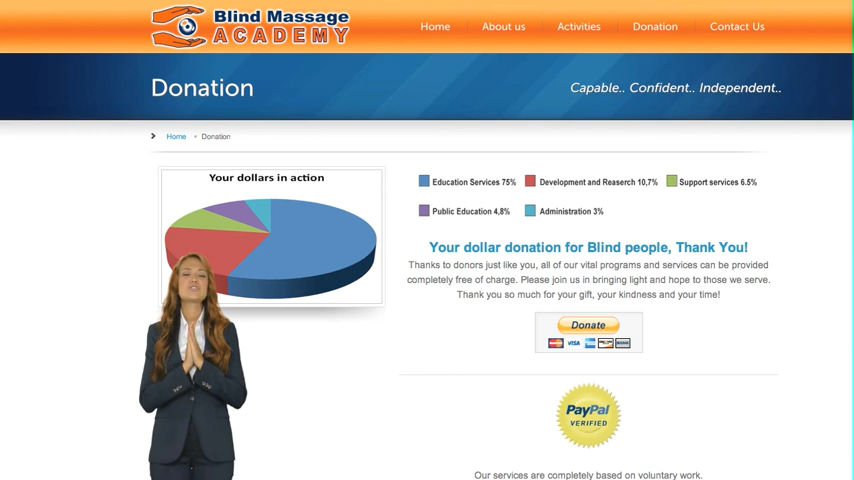 Blind Massage
ACADEMY
Home
About us
Activities
Donation
Contact Us
Donation
Capable.. Confident.. Independent..
Home
Donation
Your dollars in action
Education Services 75%
Development and Reaserch 10,7%
Support services 6.5%
Public Education 4,8%
Administration 3%
Your dollar donation for Blind people, Thank You!
Thanks to donors just like you, all of our vital programs and services can be provided
completely free of charge. Please join us in bringing light and hope to those we serve.
Thank you so much for your gift, your kindness and your time!
Donate
VISA
PayPal
VERIFIED
Our services are completely based on voluntary work.